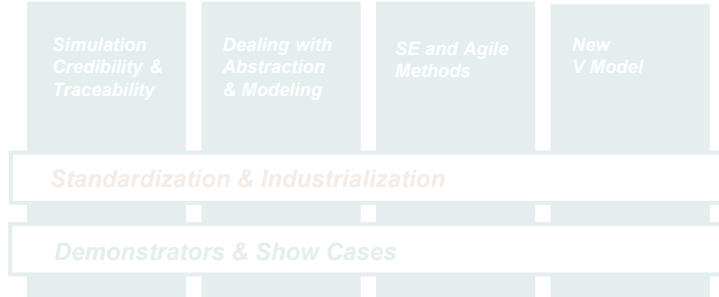 Simulation
Credibility &
Traceability
Dealing with
Abstraction
& Modeling
SE and Agile
Methods
New
V Model
Standardization & Industrialization
Demonstrators & Show Cases